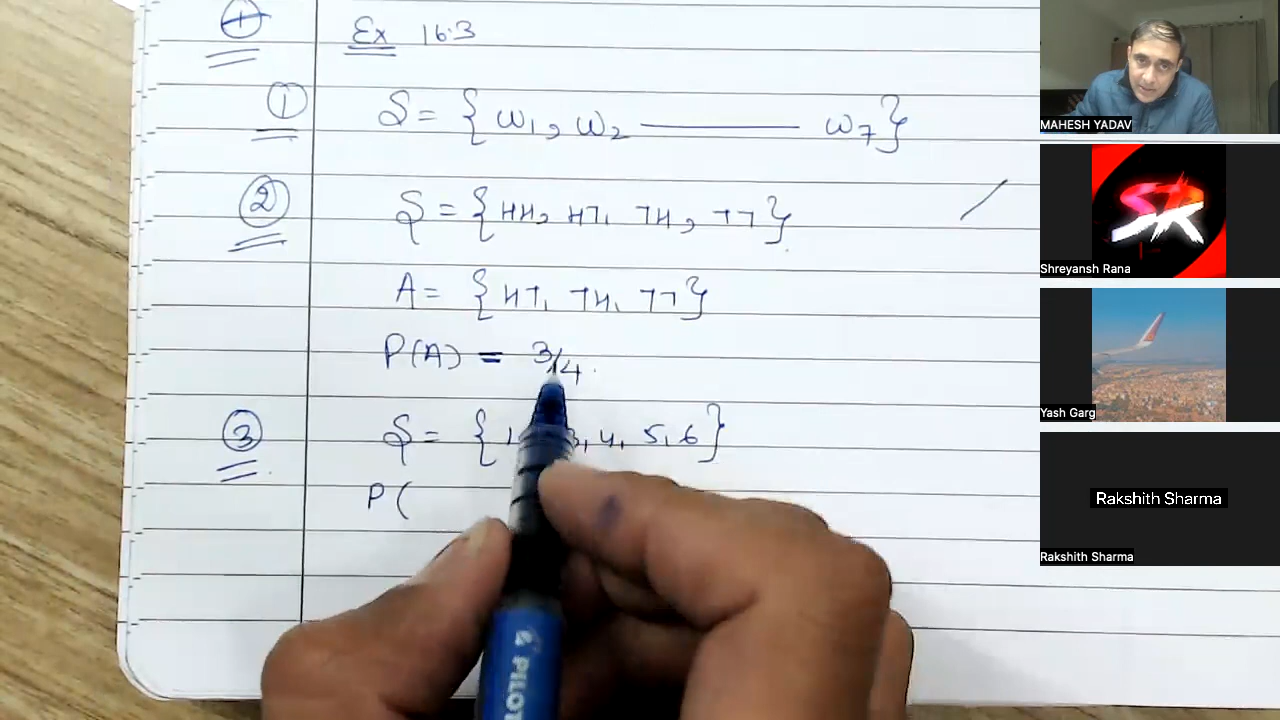 Ex 16.3
① S = { ω1, ω2 ——— ω7}
② S = {HH, HT, TH, TT}
A = {HT, TH, TT}
P(A) = 3/4.
③ S = { 1 3, 4, 5, 6 }
P(
PILOT
MAHESH YADAV
SR
Shreyansh Rana
Yash Garg
Rakshith Sharma
Rakshith Sharma